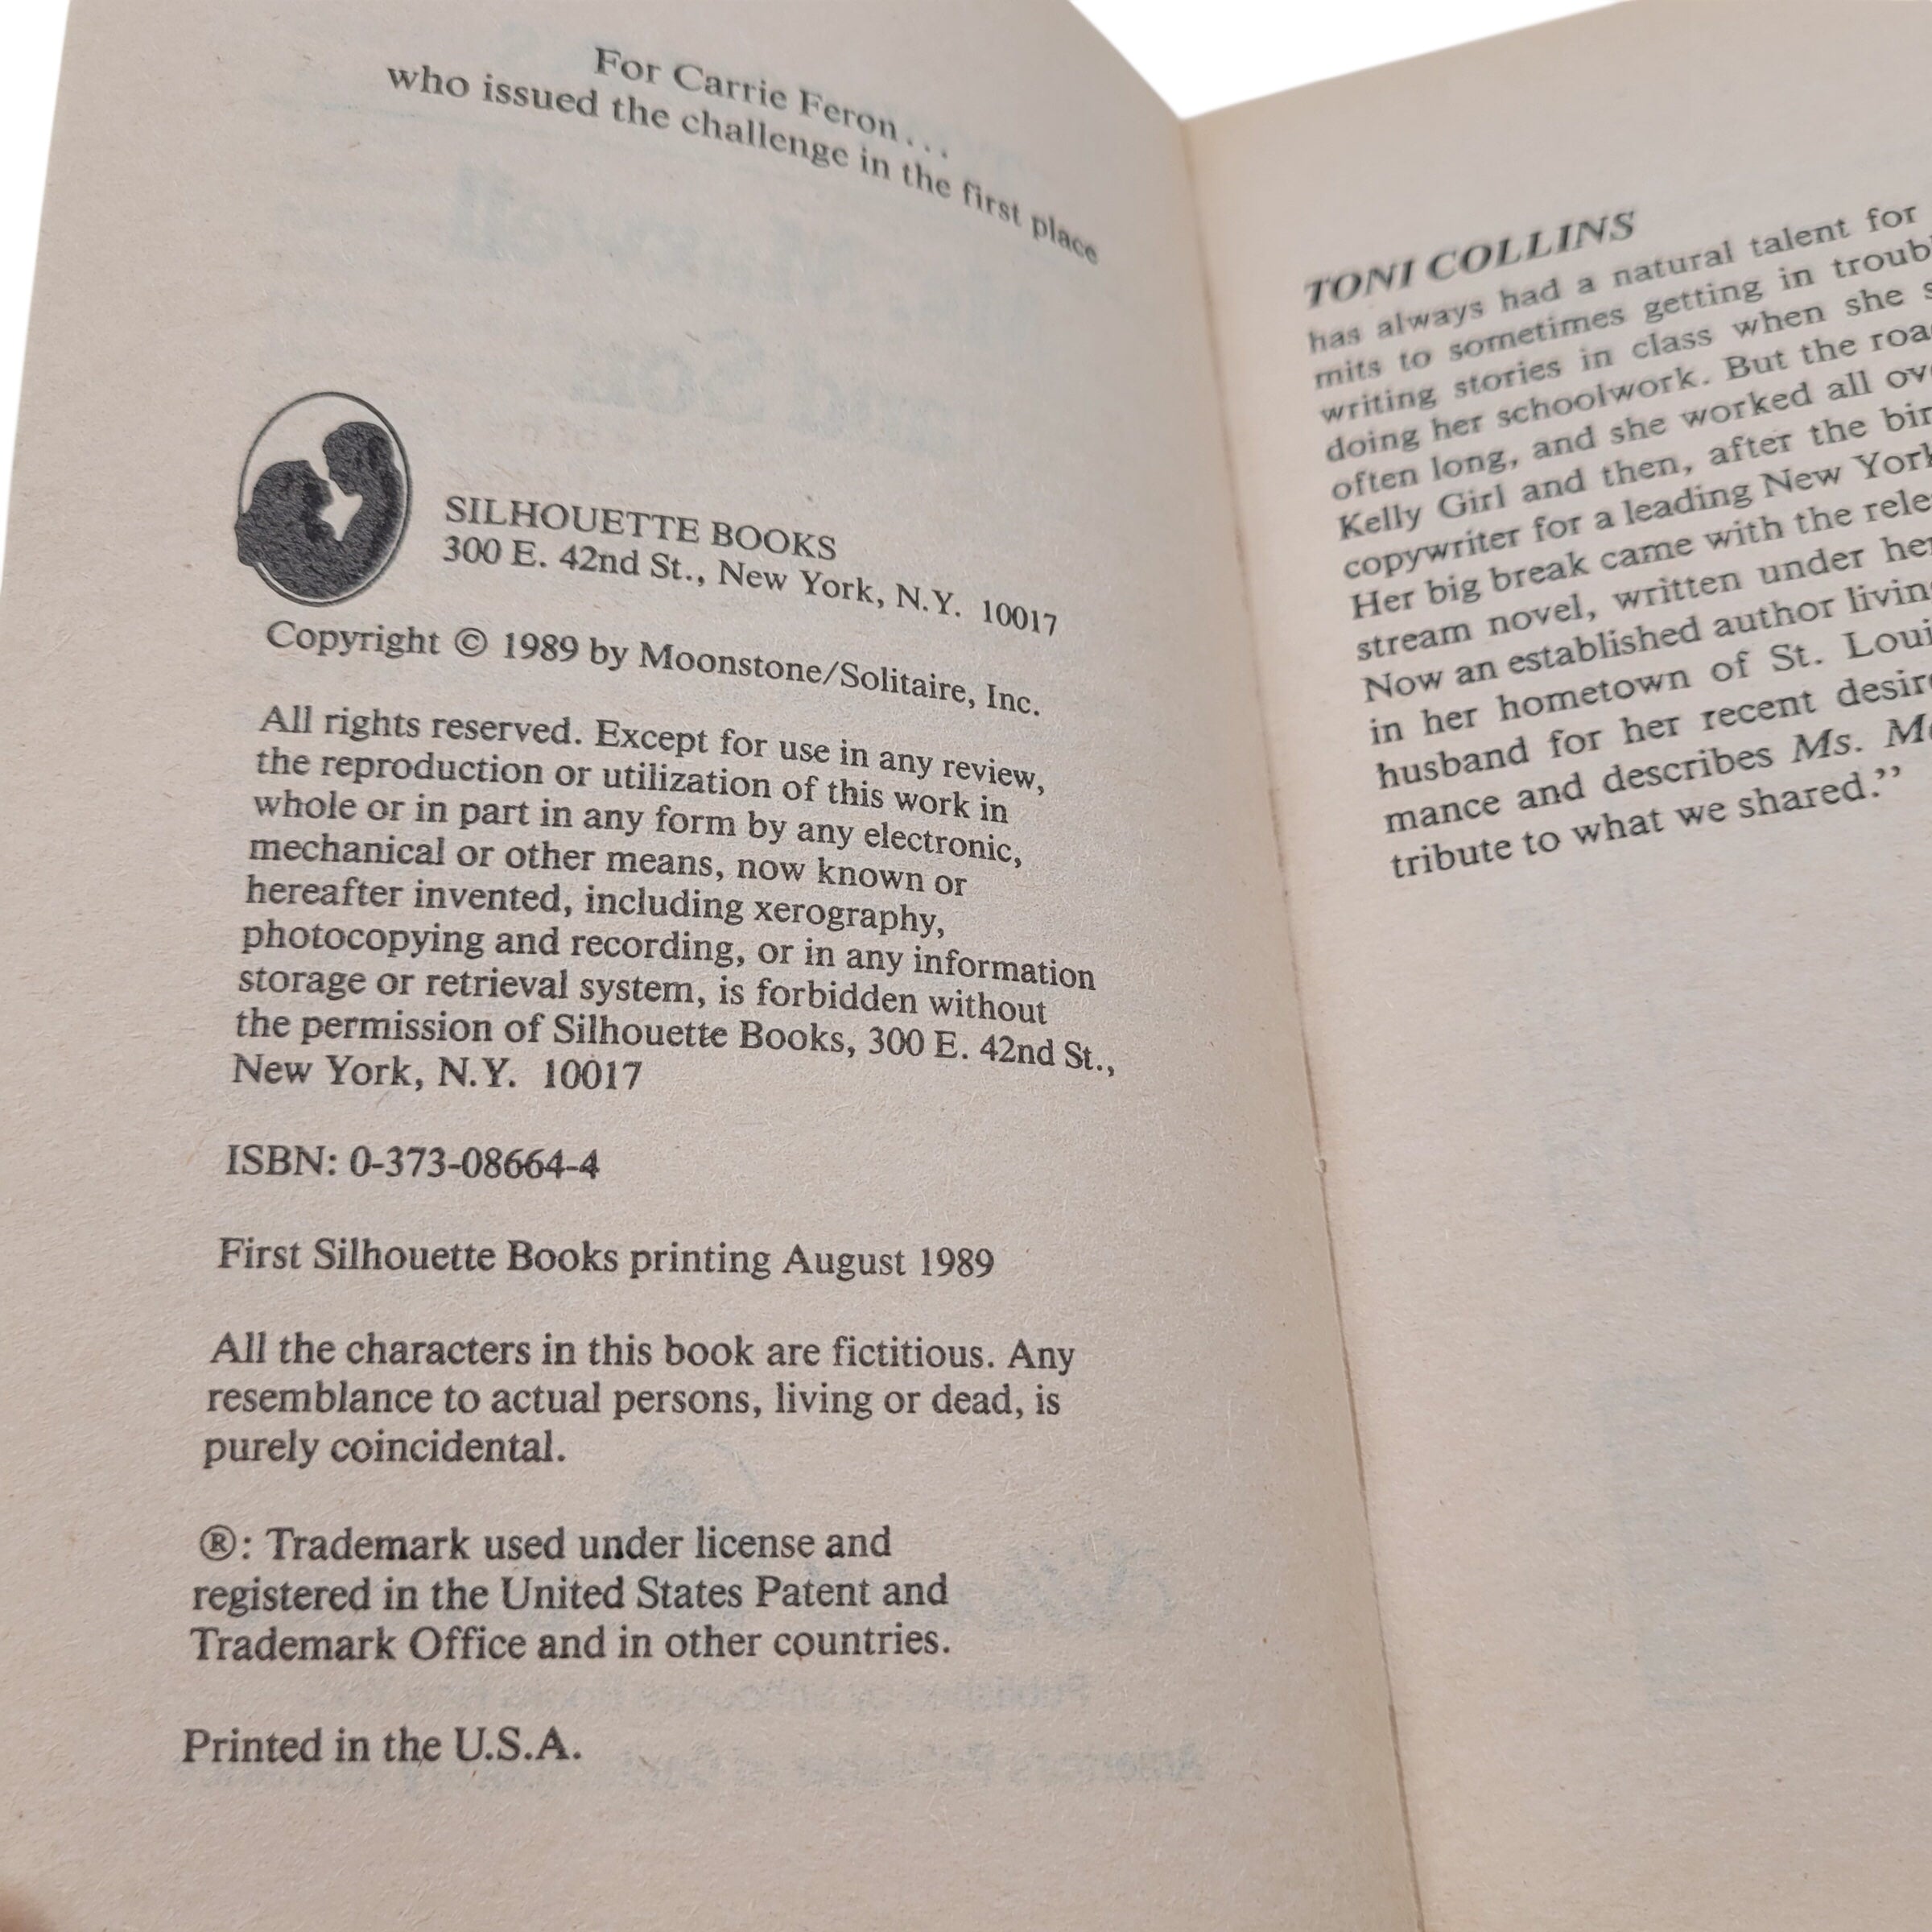 For Carrie Feron...
who issued the challenge in the first place
SILHOUETTE BOOKS
300 E. 42nd St., New York, N.Y. 10017
Copyright © 1989 by Moonstone/Solitaire, Inc.
All rights reserved. Except for use in any review,
the reproduction or utilization of this work in
whole or in part in any form by any electronic,
mechanical or other means, now known or
hereafter invented, including xerography,
photocopying and recording, or in any information
storage or retrieval system, is forbidden without
the permission of Silhouette Books, 300 E. 42nd St.,
New York, N.Y. 10017
ISBN: 0-373-08664-4
First Silhouette Books printing August 1989
All the characters in this book are fictitious. Any
resemblance to actual persons, living or dead, is
purely coincidental.
®: Trademark used under license and
registered in the United States Patent and
Trademark Office and in other countries.
Printed in the U.S.A.
TONI COLLINS
has always had a natural talent for
mits to sometimes getting in
writing stories in class when she
doing her schoolwork. But the
often long, and she worked all
Kelly Girl and then, after the
copywriter for a leading New York
Her big break came with the
stream novel, written under her
Now an established author
in her hometown of St.
husband for her recent
mance and describes Ms.
tribute to what we shared.”